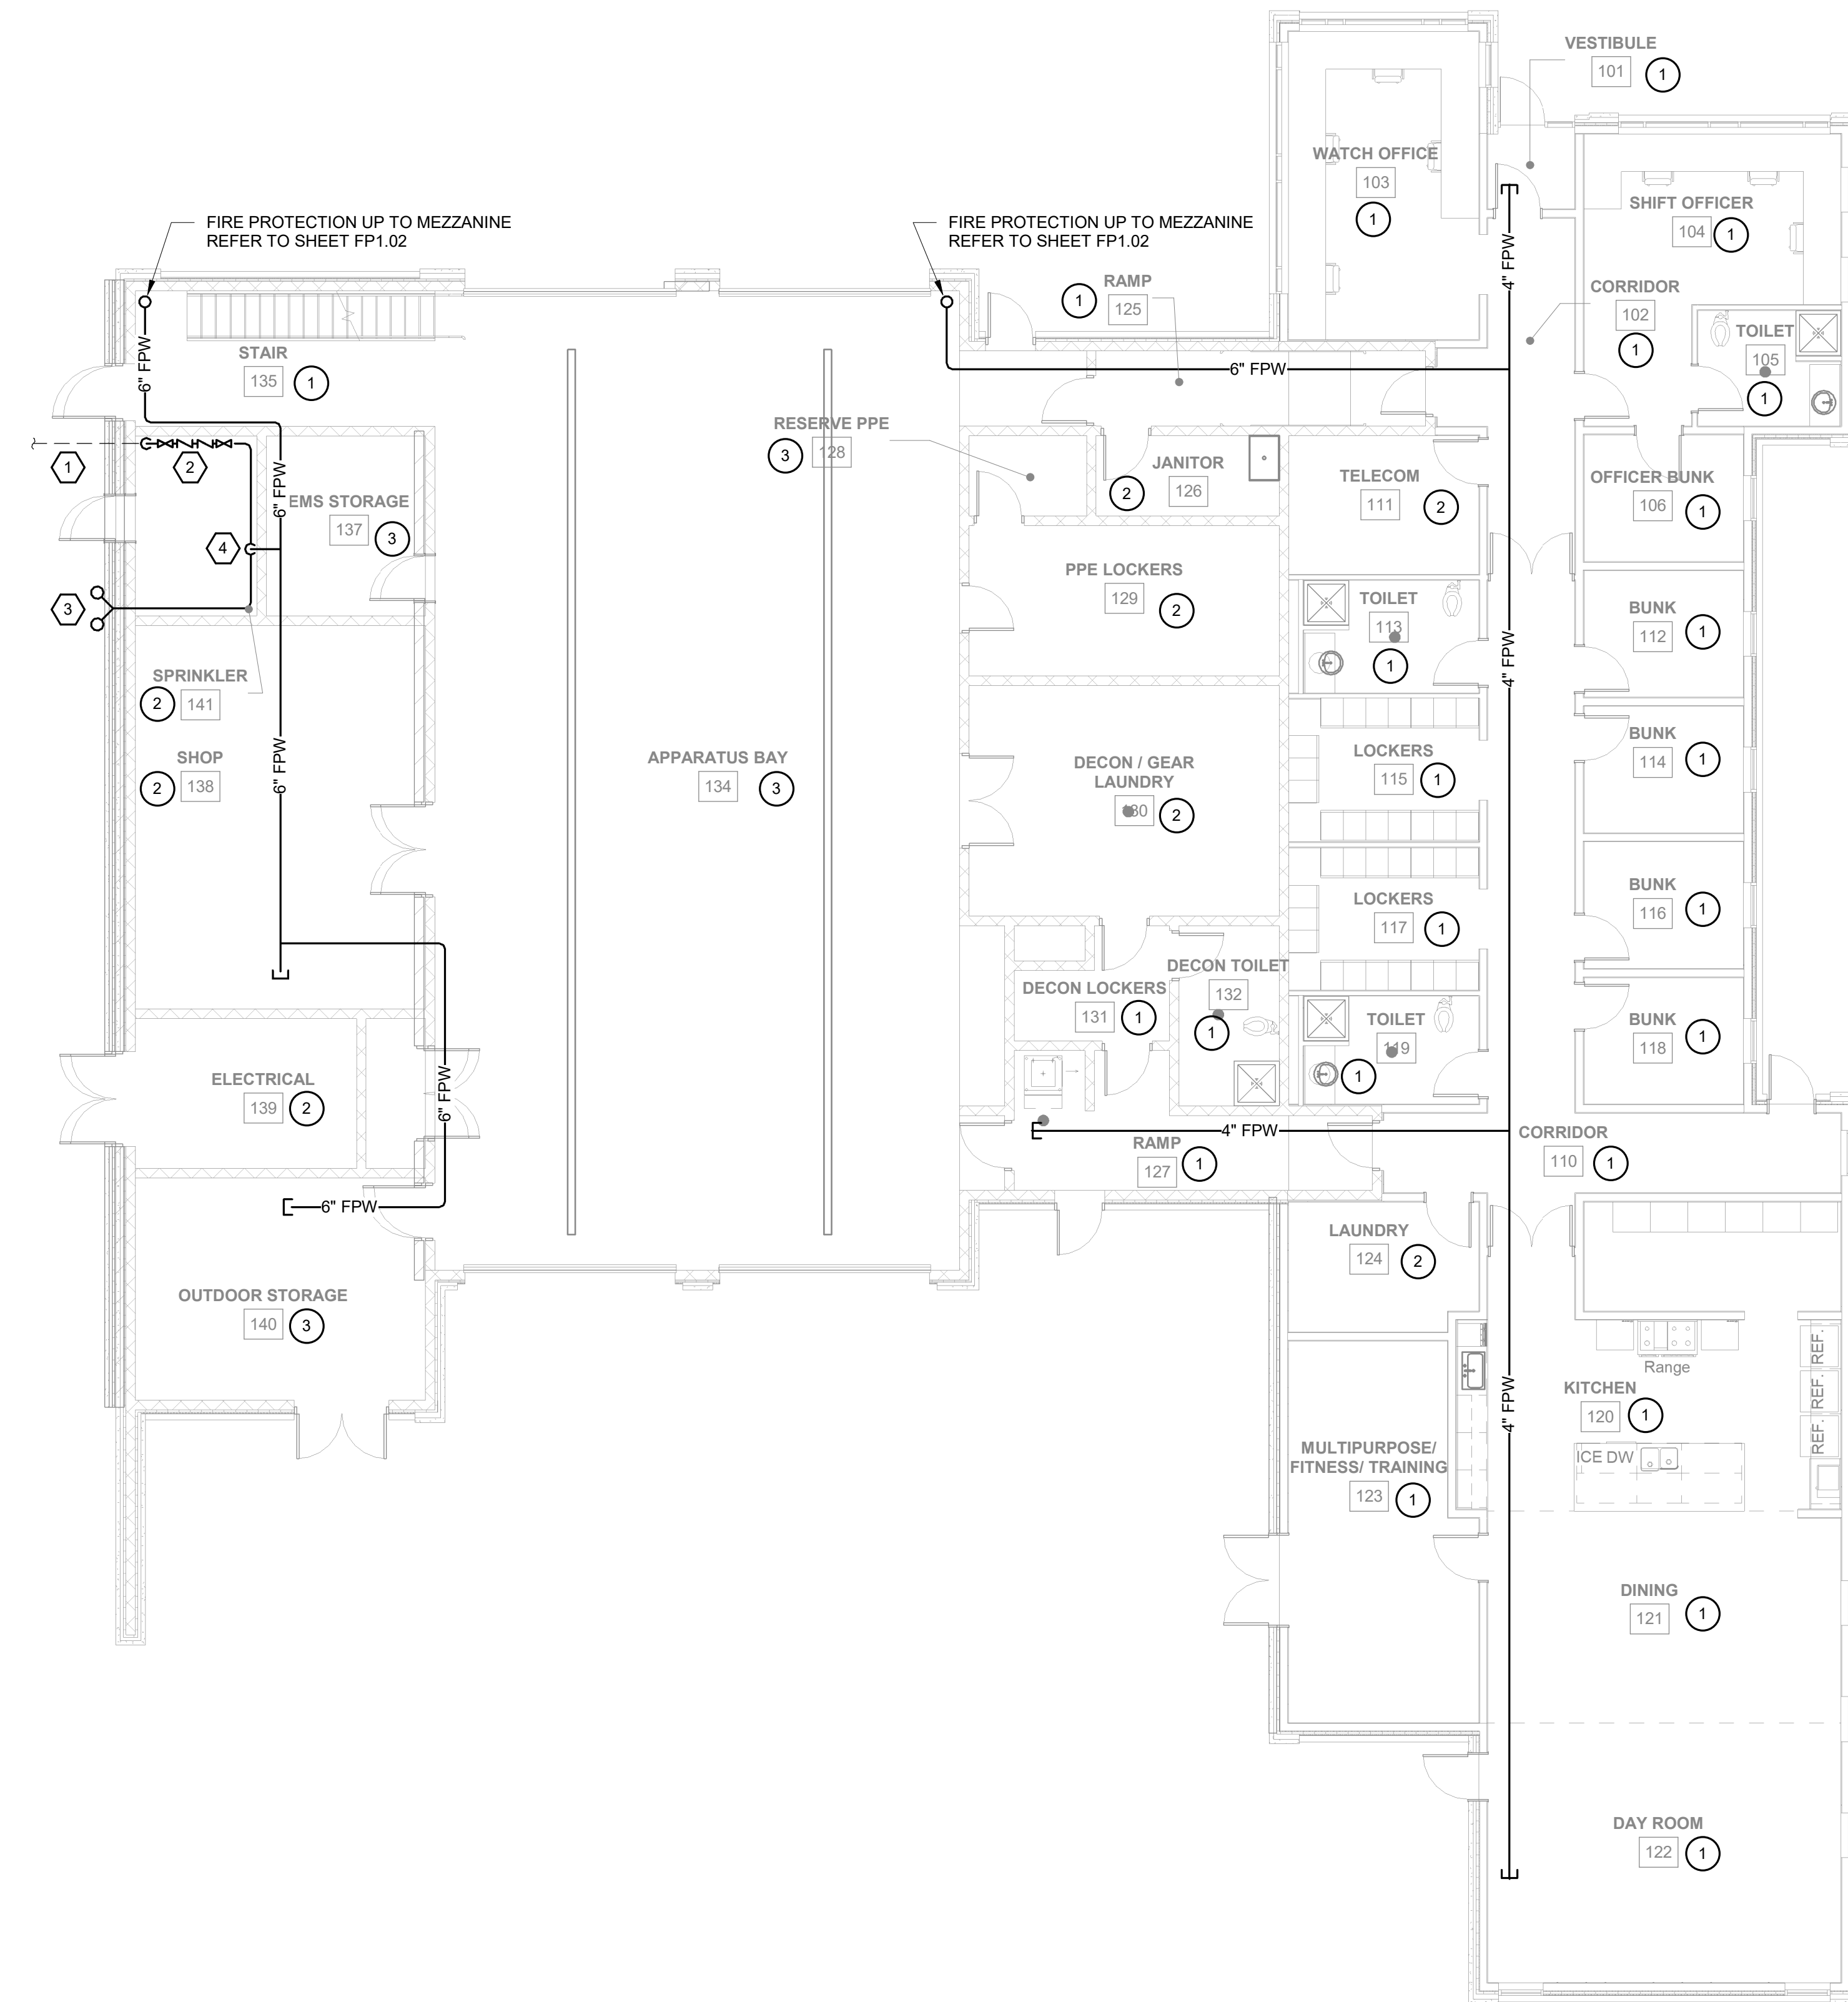 VESTIBULE
101
1
WATCH OFFICE
103
1
SHIFT OFFICER
104
1
FIRE PROTECTION UP TO MEZZANINE
REFER TO SHEET FP1.02
FIRE PROTECTION UP TO MEZZANINE
REFER TO SHEET FP1.02
4" FPW
RAMP
1
125
CORRIDOR
102
1
TOILET
105
1
6" FPW
STAIR
135
1
6" FPW
RESERVE PPE
3
128
JANITOR
2
126
TELECOM
111
2
OFFICER BUNK
106
1
1
2
6" FPW
EMS STORAGE
137
3
4
3
PPE LOCKERS
129
2
TOILET
113
1
4" FPW
BUNK
112
1
SPRINKLER
2
141
SHOP
2
138
6" FPW
APPARATUS BAY
134
3
DECON / GEAR
LAUNDRY
130
2
LOCKERS
115
1
BUNK
114
1
LOCKERS
117
1
BUNK
116
1
DECON TOILET
132
1
DECON LOCKERS
131
1
TOILET
119
1
BUNK
118
1
ELECTRICAL
139
2
6" FPW
4" FPW
RAMP
127
1
CORRIDOR
110
1
6" FPW
OUTDOOR STORAGE
140
3
LAUNDRY
124
2
Range
REF.
REF.
REF.
KITCHEN
120
1
4" FPW
ICE DW
MULTIPURPOSE/
FITNESS/ TRAINING
123
1
DINING
121
1
DAY ROOM
122
1